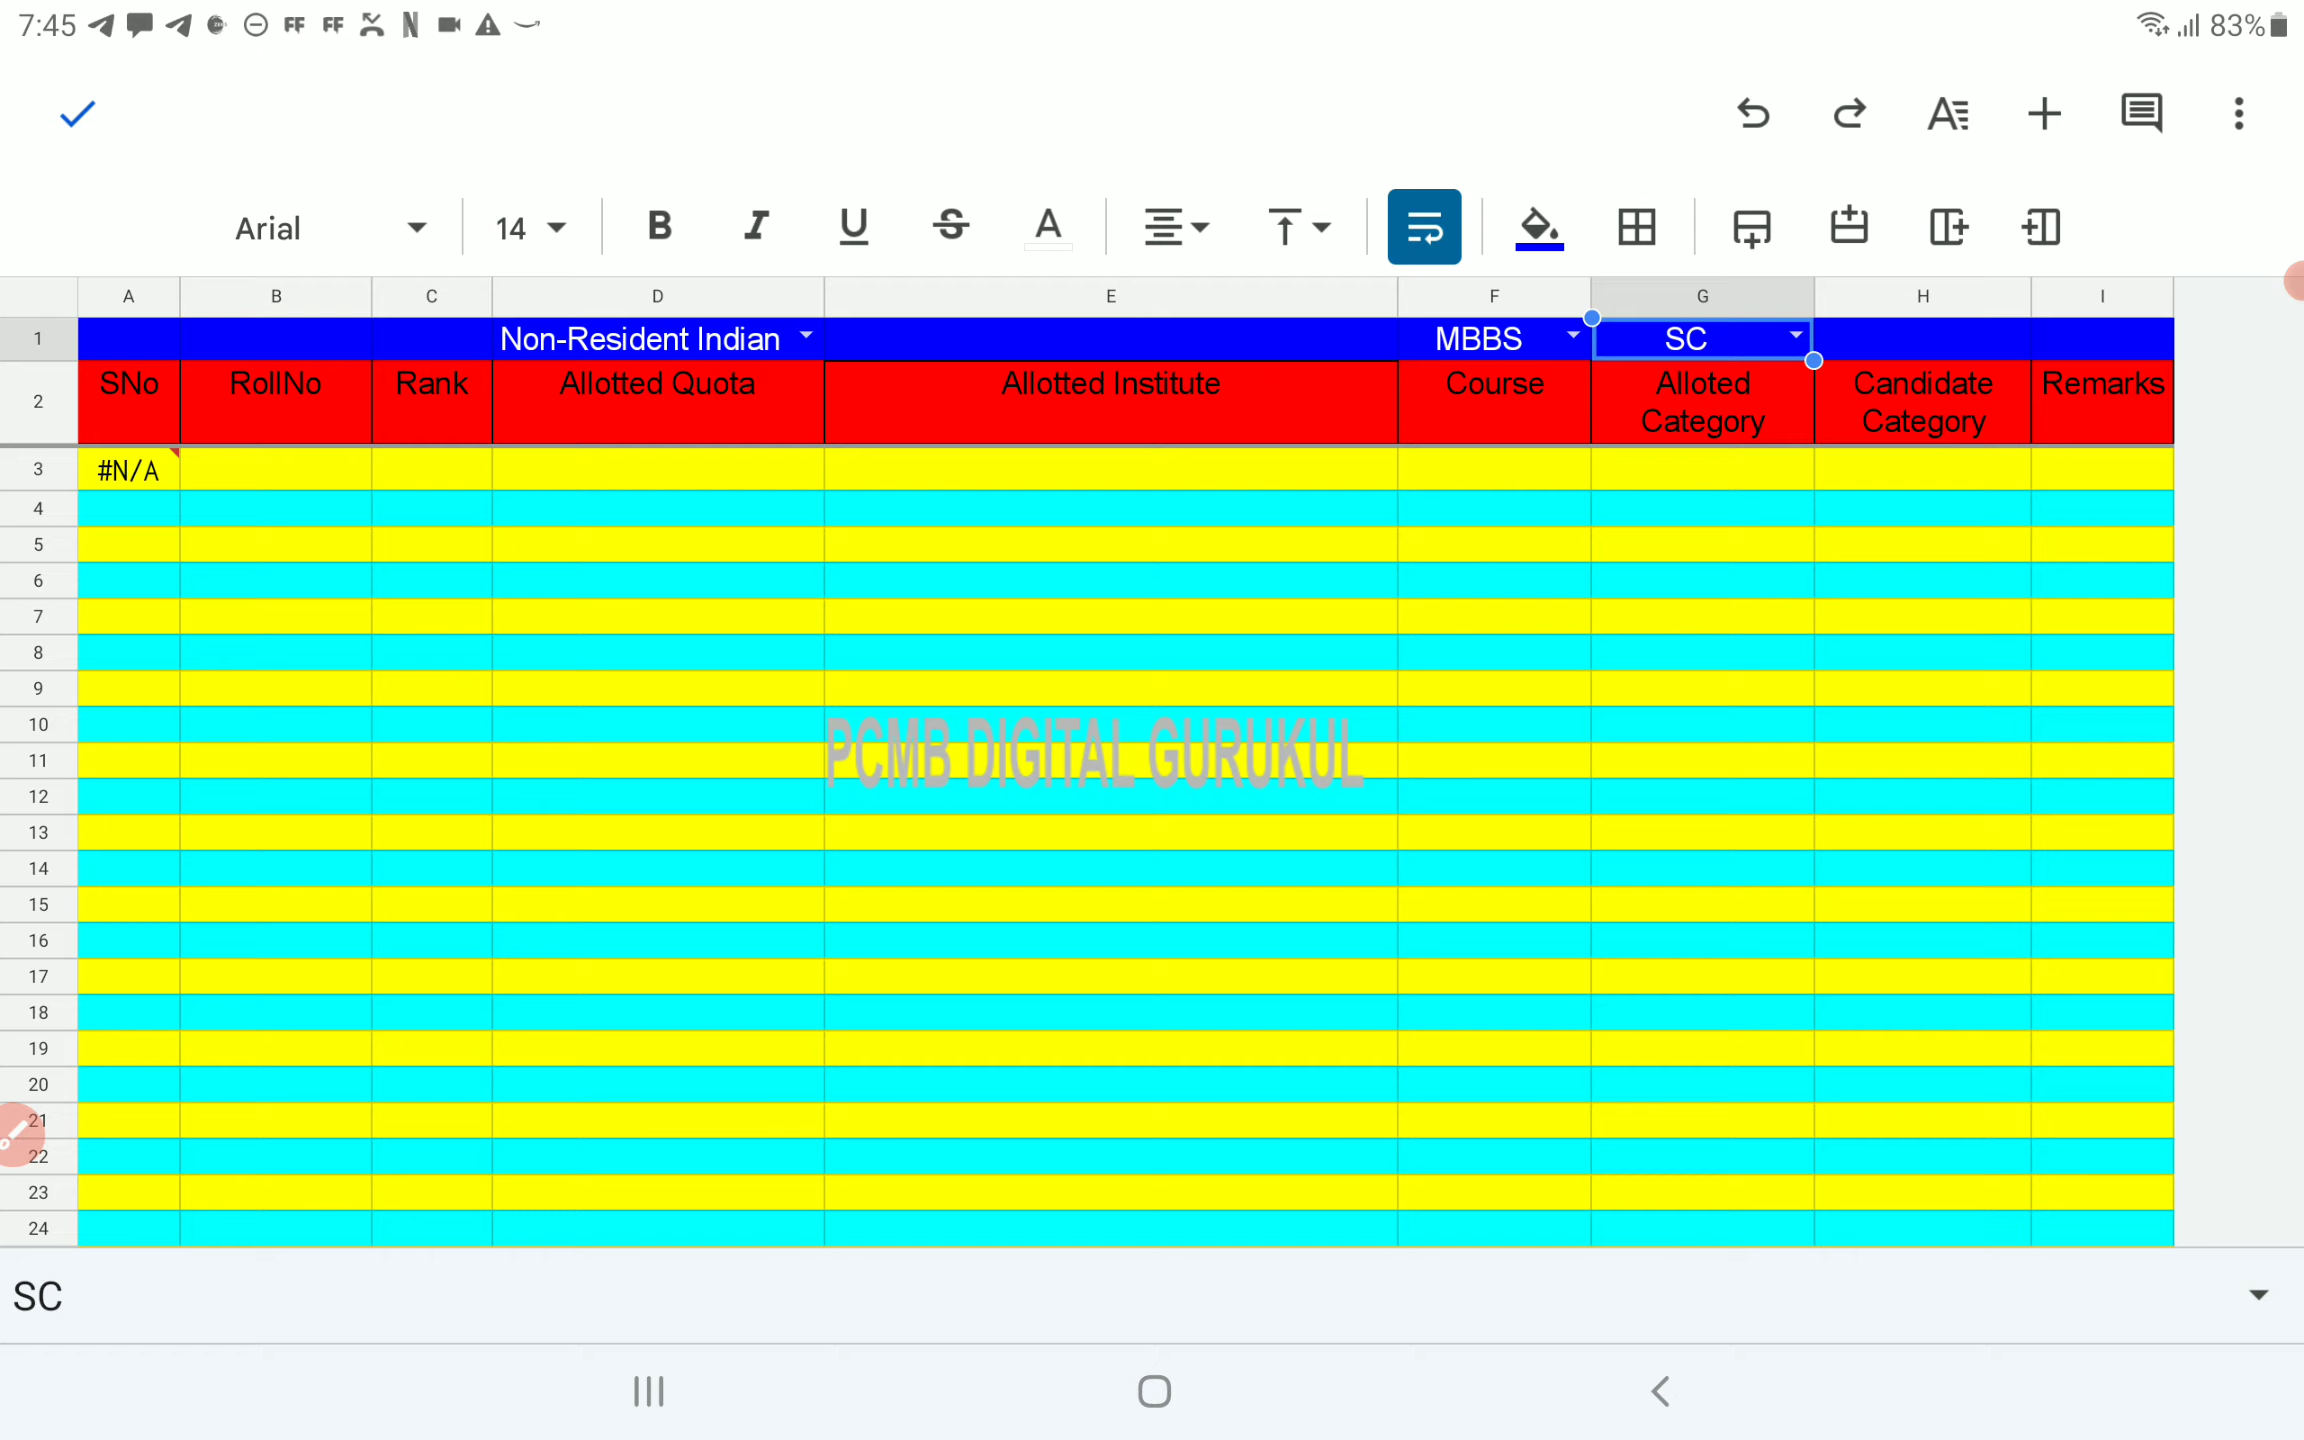 7:45
FF FF
83%
Arial 14 B I U S A
A B C D E F G H I
1 Non-Resident Indian MBBS SC
2 SNo RollNo Rank Allotted Quota Allotted Institute Course Alloted Category Candidate Category Remarks
3 #N/A
4
5
6
7
8
9
10
11
12
PCMB DIGITAL GURUKUL
13
14
15
16
17
18
19
20
21
22
23
24
SC